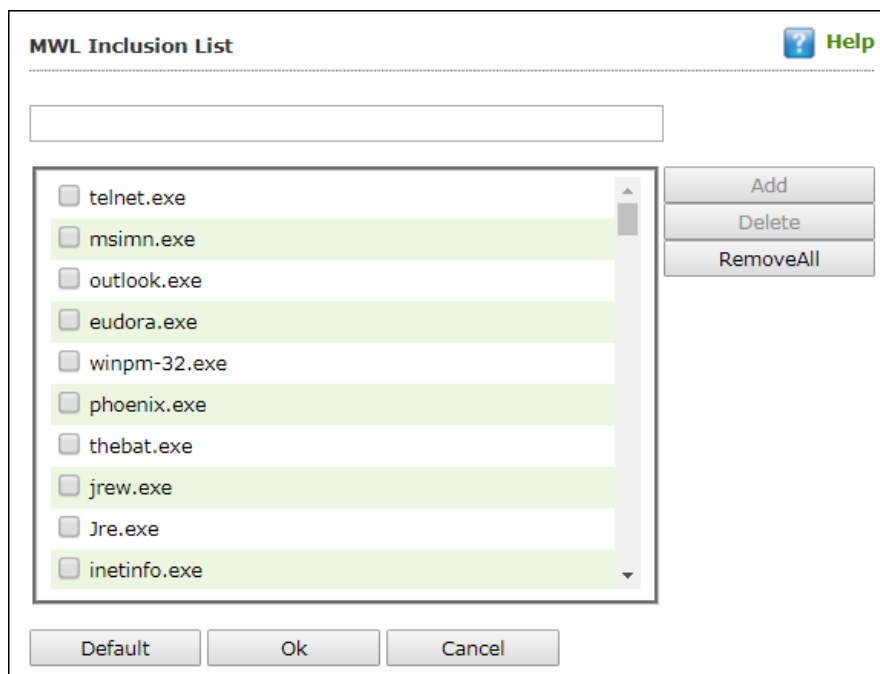 MWL Inclusion List
? Help
telnet.exe
msimn.exe
outlook.exe
eudora.exe
winpm-32.exe
phoenix.exe
thebat.exe
jrew.exe
Jre.exe
inetinfo.exe
Add
Delete
RemoveAll
Default Ok Cancel